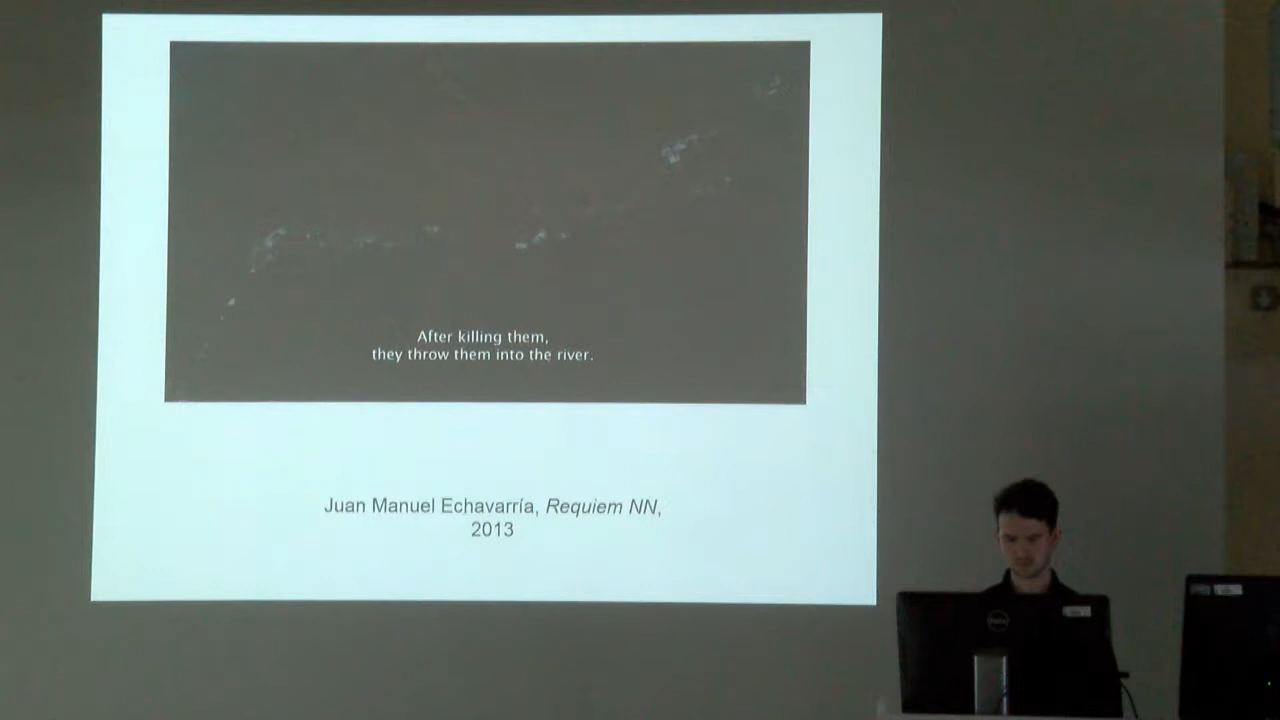 After killing them,
they throw them into the river.
Juan Manuel Echavarría, Requiem NN,
2013